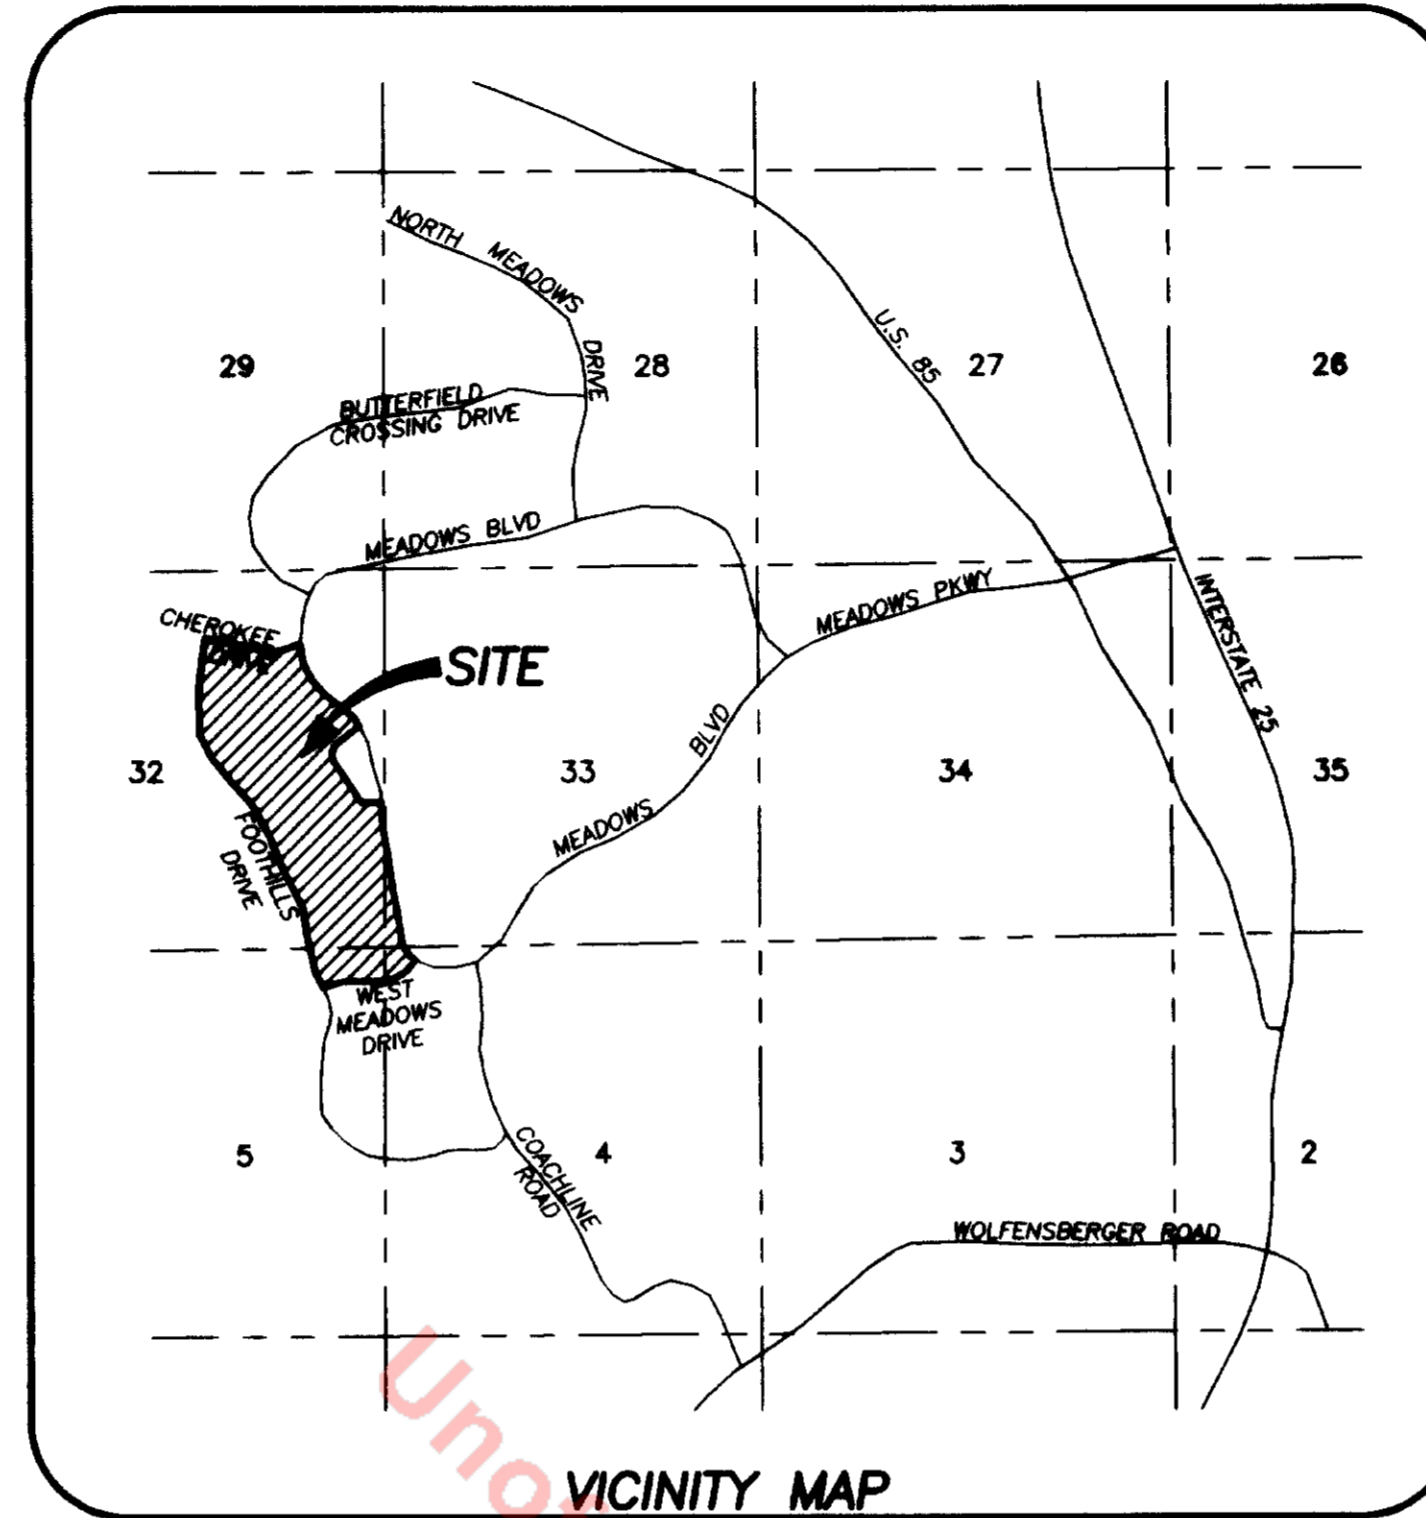 NORTH MEADOWS DRIVE
U.S. 85
29
28
27
26
BUTTERFIELD
CROSSING DRIVE
MEADOWS BLVD
MEADOWS PKWY
INTERSTATE 25
CHEROKEE
DRIVE
SITE
32
33
34
35
MEADOWS BLVD
FOOTHILLS
DRIVE
WEST
MEADOWS
DRIVE
5
4
3
2
COACHLINE
ROAD
WOLFENSBERGER ROAD
VICINITY MAP